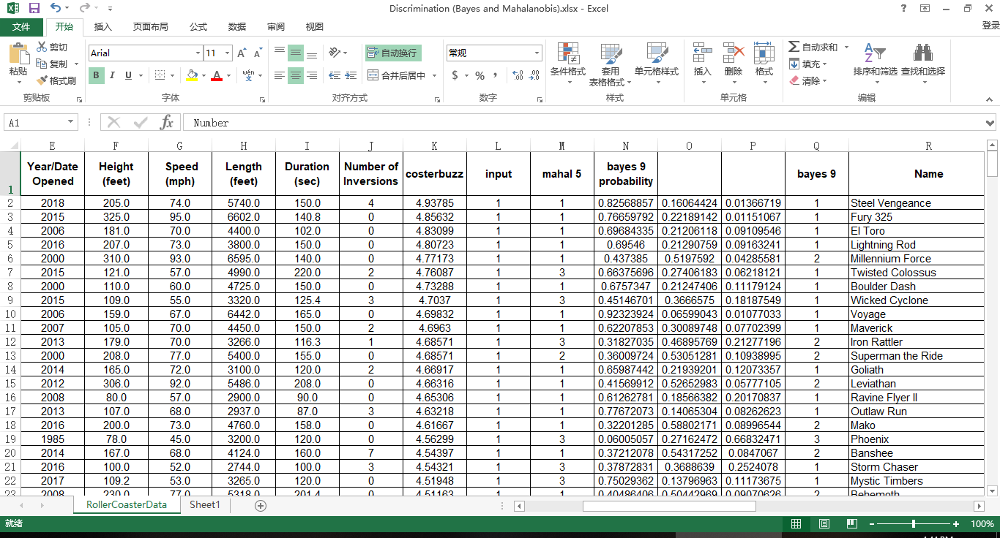 Discrimination (Bayes and Mahalanobis).xlsx - Excel
文件 开始 插入 页面布局 公式 数据 审阅 视图 登录
粘贴 剪切 复制 格式刷 剪贴板
Arial 11 A A B I U A wén 字体
自动换行 合并后居中 对齐方式
常规 $ % , 数字
条件格式 套用 表格格式 单元格样式 样式
插入 删除 格式 单元格
自动求和 填充 清除 排序和筛选 查找和选择 编辑
A1 fx Number
E F G H I J K L M N O P Q R
1 Year/Date Opened Height (feet) Speed (mph) Length (feet) Duration (sec) Number of Inversions costerbuzz input mahal 5 bayes 9 probability bayes 9 Name
2 2018 205.0 74.0 5740.0 150.0 4 4.93785 1 1 0.82568857 0.16064424 0.01366719 1 Steel Vengeance
3 2015 325.0 95.0 6602.0 140.8 0 4.85632 1 1 0.76659792 0.22189142 0.01151067 1 Fury 325
4 2006 181.0 70.0 4400.0 102.0 0 4.83099 1 1 0.69684335 0.21206118 0.09109546 1 El Toro
5 2016 207.0 73.0 3800.0 150.0 0 4.80723 1 1 0.69546 0.21290759 0.09163241 1 Lightning Rod
6 2000 310.0 93.0 6595.0 140.0 0 4.77173 1 1 0.437385 0.5197592 0.04285581 2 Millennium Force
7 2015 121.0 57.0 4990.0 220.0 2 4.76087 1 3 0.66375696 0.27406183 0.06218121 1 Twisted Colossus
8 2000 110.0 60.0 4725.0 150.0 0 4.73288 1 1 0.6757347 0.21247406 0.11179124 1 Boulder Dash
9 2015 109.0 55.0 3320.0 125.4 3 4.7037 1 3 0.45146701 0.3666575 0.18187549 1 Wicked Cyclone
10 2006 159.0 67.0 6442.0 165.0 0 4.69832 1 1 0.92323924 0.06599043 0.01077033 1 Voyage
11 2007 105.0 70.0 4450.0 150.0 2 4.6963 1 1 0.62207853 0.30089748 0.07702399 1 Maverick
12 2013 179.0 70.0 3266.0 116.3 1 4.68571 1 3 0.31827035 0.46895769 0.21277196 2 Iron Rattler
13 2000 208.0 77.0 5400.0 155.0 0 4.68571 1 2 0.36009724 0.53051281 0.10938995 2 Superman the Ride
14 2014 165.0 72.0 3100.0 120.0 2 4.66917 1 1 0.65987442 0.21939201 0.12073357 1 Goliath
15 2012 306.0 92.0 5486.0 208.0 0 4.66316 1 1 0.41569912 0.52652983 0.05777105 2 Leviathan
16 2008 80.0 57.0 2900.0 90.0 0 4.65306 1 1 0.61262781 0.18566382 0.20170837 1 Ravine Flyer II
17 2013 107.0 68.0 2937.0 87.0 3 4.63218 1 1 0.77672073 0.14065304 0.08262623 1 Outlaw Run
18 2016 200.0 73.0 4760.0 158.0 0 4.61667 1 1 0.32201285 0.58802171 0.08996544 2 Mako
19 1985 78.0 45.0 3200.0 120.0 0 4.56299 1 3 0.06005057 0.27162472 0.66832471 3 Phoenix
20 2014 167.0 68.0 4124.0 160.0 7 4.54397 1 1 0.37212078 0.54317252 0.0847067 2 Banshee
21 2016 100.0 52.0 2744.0 100.0 3 4.54321 1 3 0.37872831 0.3688639 0.2524078 1 Storm Chaser
22 2017 109.2 53.0 3265.0 120.0 0 4.51948 1 3 0.75029362 0.13796963 0.11173675 1 Mystic Timbers
23 2008 230.0 77.0 5318.0 201.4 0 4.51163 1 1 0.40486406 0.50442969 0.09070626 2 Behemoth
RollerCoasterData Sheet1
就绪 100%